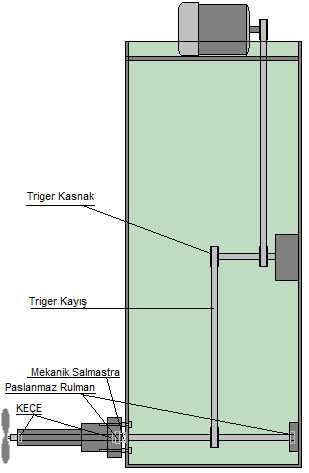 Triger Kasnak
Triger Kayış
Mekanik Salmastra
Paslanmaz Rulman
KEÇE